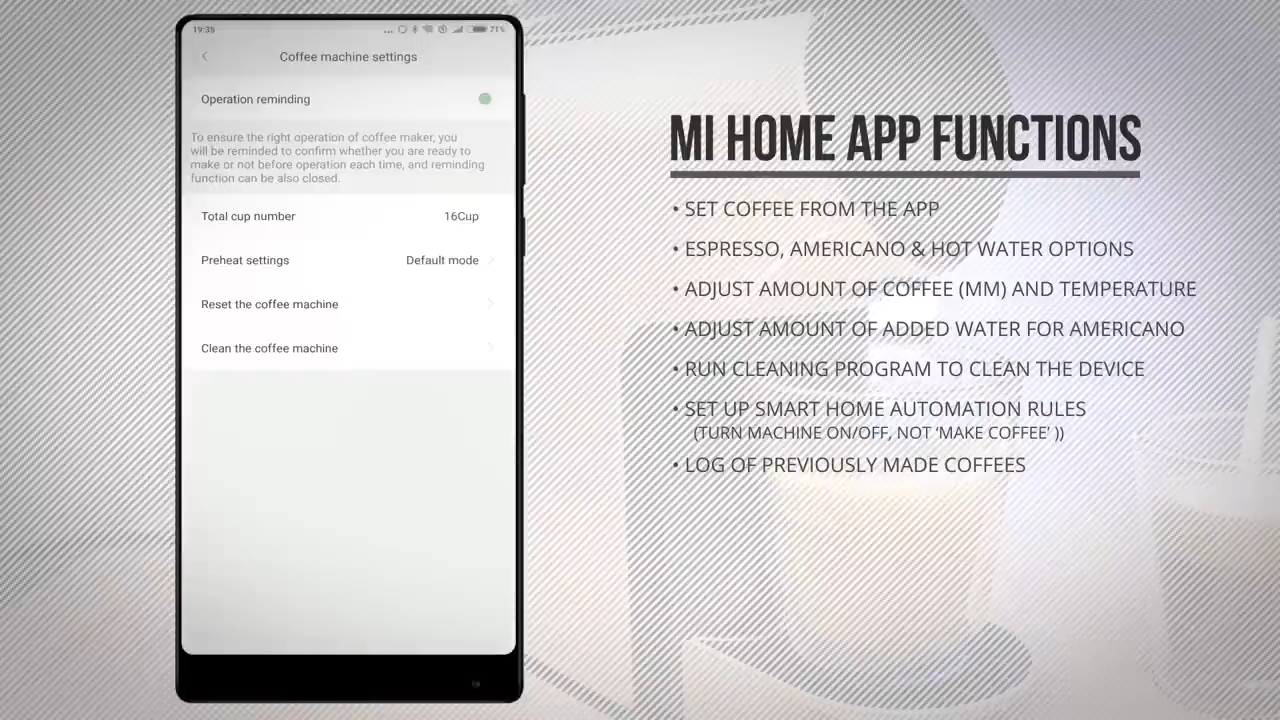 19:35
71%
Coffee machine settings
Operation reminding
To ensure the right operation of coffee maker, you
will be reminded to confirm whether you are ready to
make or not before operation each time, and reminding
function can be also closed.
Total cup number 16Cup
Preheat settings Default mode
Reset the coffee machine
Clean the coffee machine
MI HOME APP FUNCTIONS
• SET COFFEE FROM THE APP
• ESPRESSO, AMERICANO & HOT WATER OPTIONS
• ADJUST AMOUNT OF COFFEE (MM) AND TEMPERATURE
• ADJUST AMOUNT OF ADDED WATER FOR AMERICANO
• RUN CLEANING PROGRAM TO CLEAN THE DEVICE
• SET UP SMART HOME AUTOMATION RULES
(TURN MACHINE ON/OFF, NOT ‘MAKE COFFEE’ ))
• LOG OF PREVIOUSLY MADE COFFEES